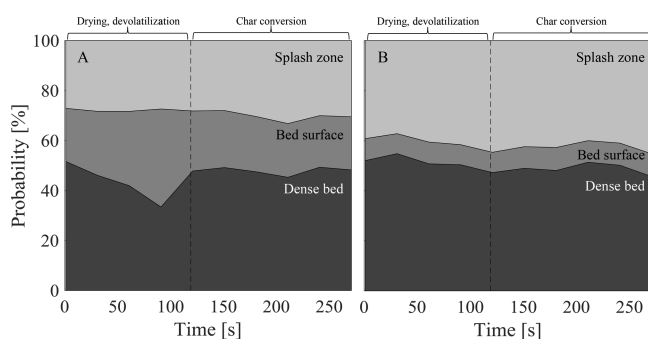 Drying, devolatilization Char conversion Drying, devolatilization Char conversion
100
80
60
40
20
0
Probability [%]
A
Splash zone
Bed surface
Dense bed
0 50 100 150 200 250
Time [s]
B
Splash zone
Bed surface
Dense bed
0 50 100 150 200 250
Time [s]